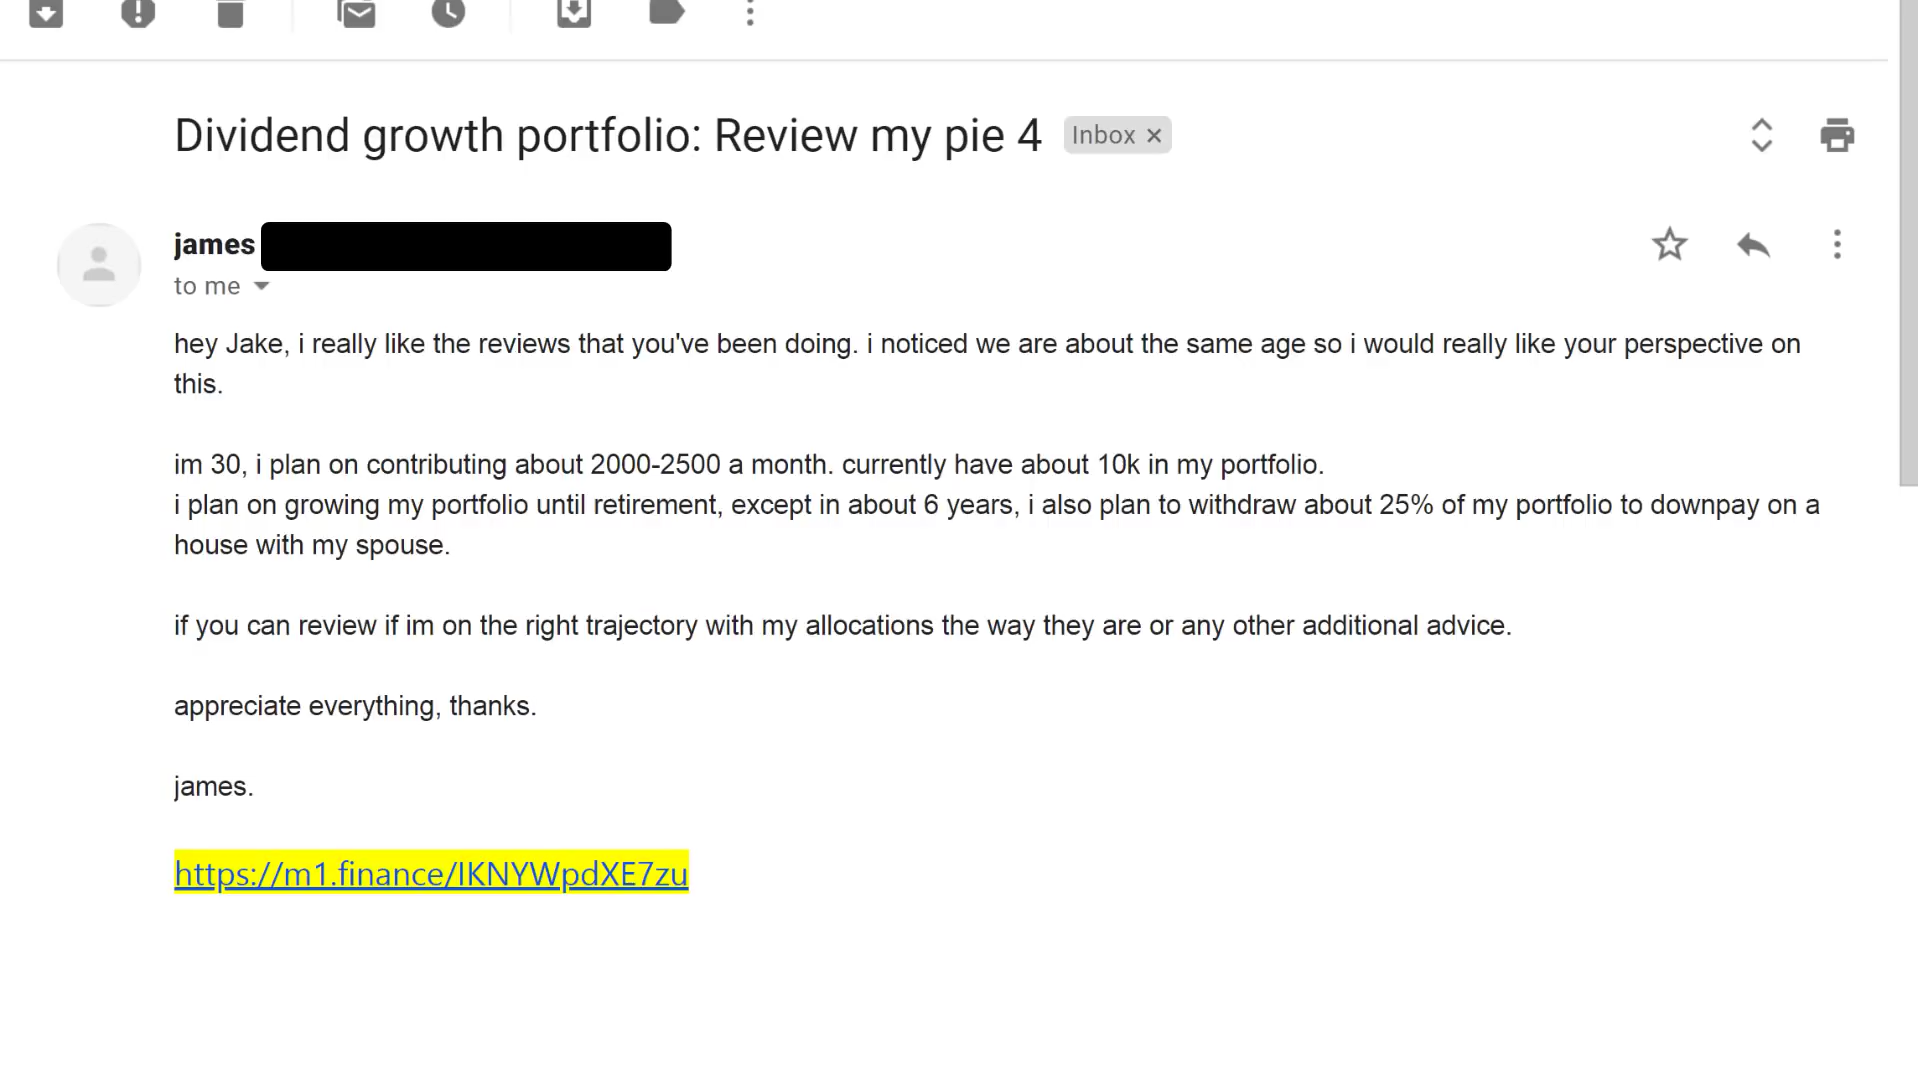 Dividend growth portfolio: Review my pie 4 Inbox ×
james
to me
hey Jake, i really like the reviews that you've been doing. i noticed we are about the same age so i would really like your perspective on
this.
im 30, i plan on contributing about 2000-2500 a month. currently have about 10k in my portfolio.
i plan on growing my portfolio until retirement, except in about 6 years, i also plan to withdraw about 25% of my portfolio to downpay on a
house with my spouse.
if you can review if im on the right trajectory with my allocations the way they are or any other additional advice.
appreciate everything, thanks.
james.
https://m1.finance/IKNYWpdXE7zu